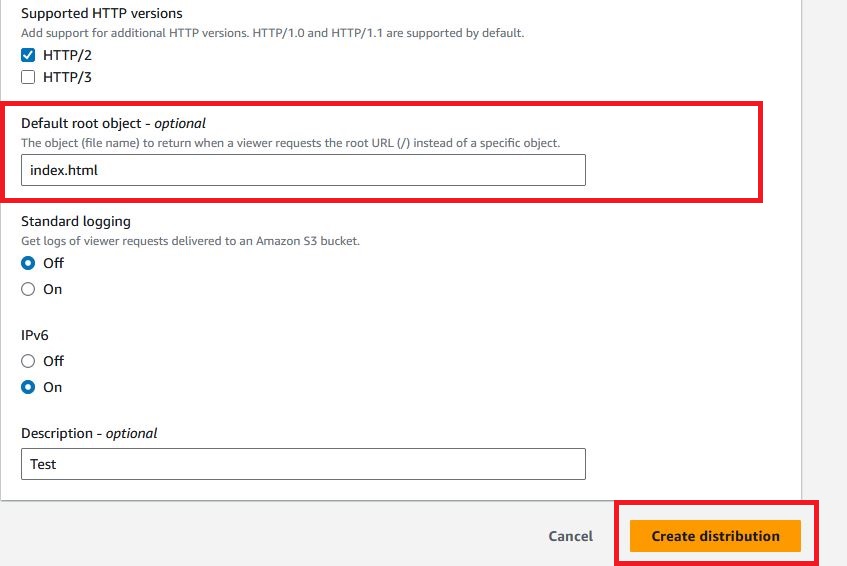 Supported HTTP versions
Add support for additional HTTP versions. HTTP/1.0 and HTTP/1.1 are supported by default.
HTTP/2
HTTP/3
Default root object - optional
The object (file name) to return when a viewer requests the root URL (/) instead of a specific object.
index.html
Standard logging
Get logs of viewer requests delivered to an Amazon S3 bucket.
Off
On
IPv6
Off
On
Description - optional
Test
Cancel Create distribution